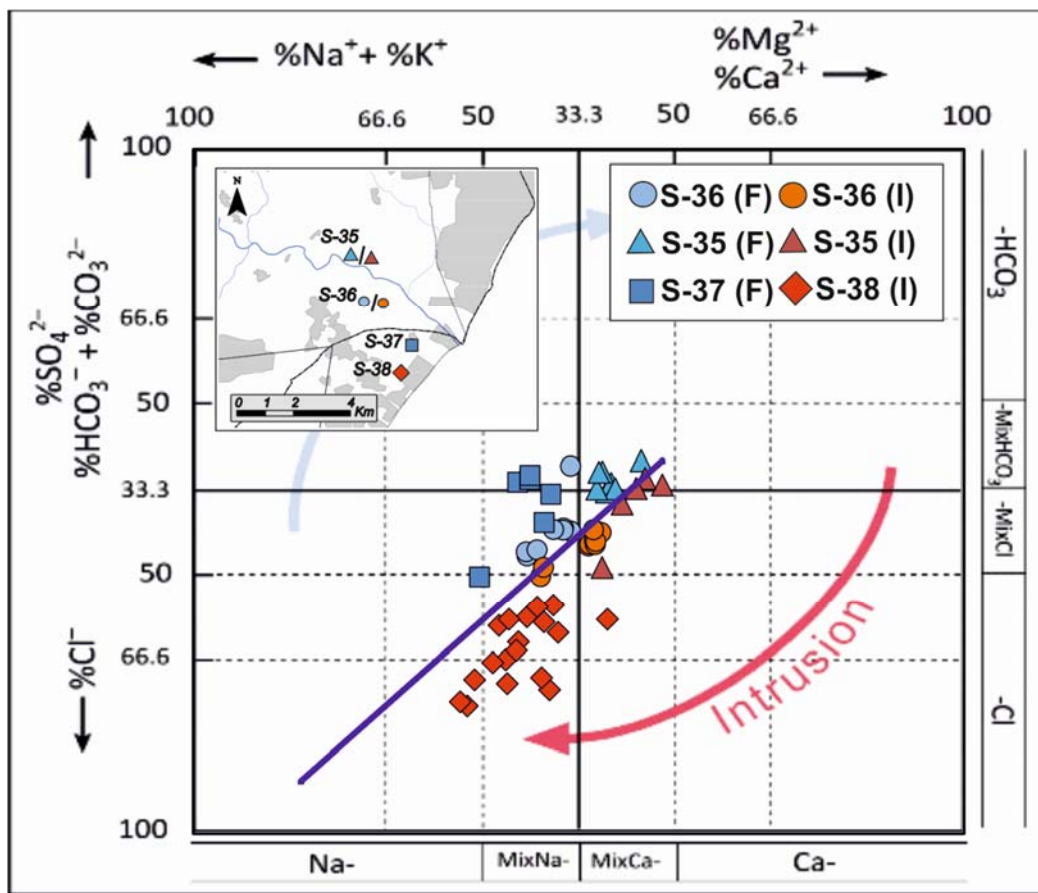 %Na⁺ + %K⁺
%Mg²⁺
%Ca²⁺
100 66.6 50 33.3 50 66.6 100
%SO₄²⁻
%HCO₃⁻ + %CO₃²⁻
%Cl⁻
100
66.6
50
33.3
50
66.6
100
N
S-35
S-36
S-37
S-38
0 1 2 4
Km
S-36 (F) S-36 (I)
S-35 (F) S-35 (I)
S-37 (F) S-38 (I)
Intrusion
-HCO₃
-MixHCO₃
-MixCl
-Cl
Na- MixNa- MixCa- Ca-